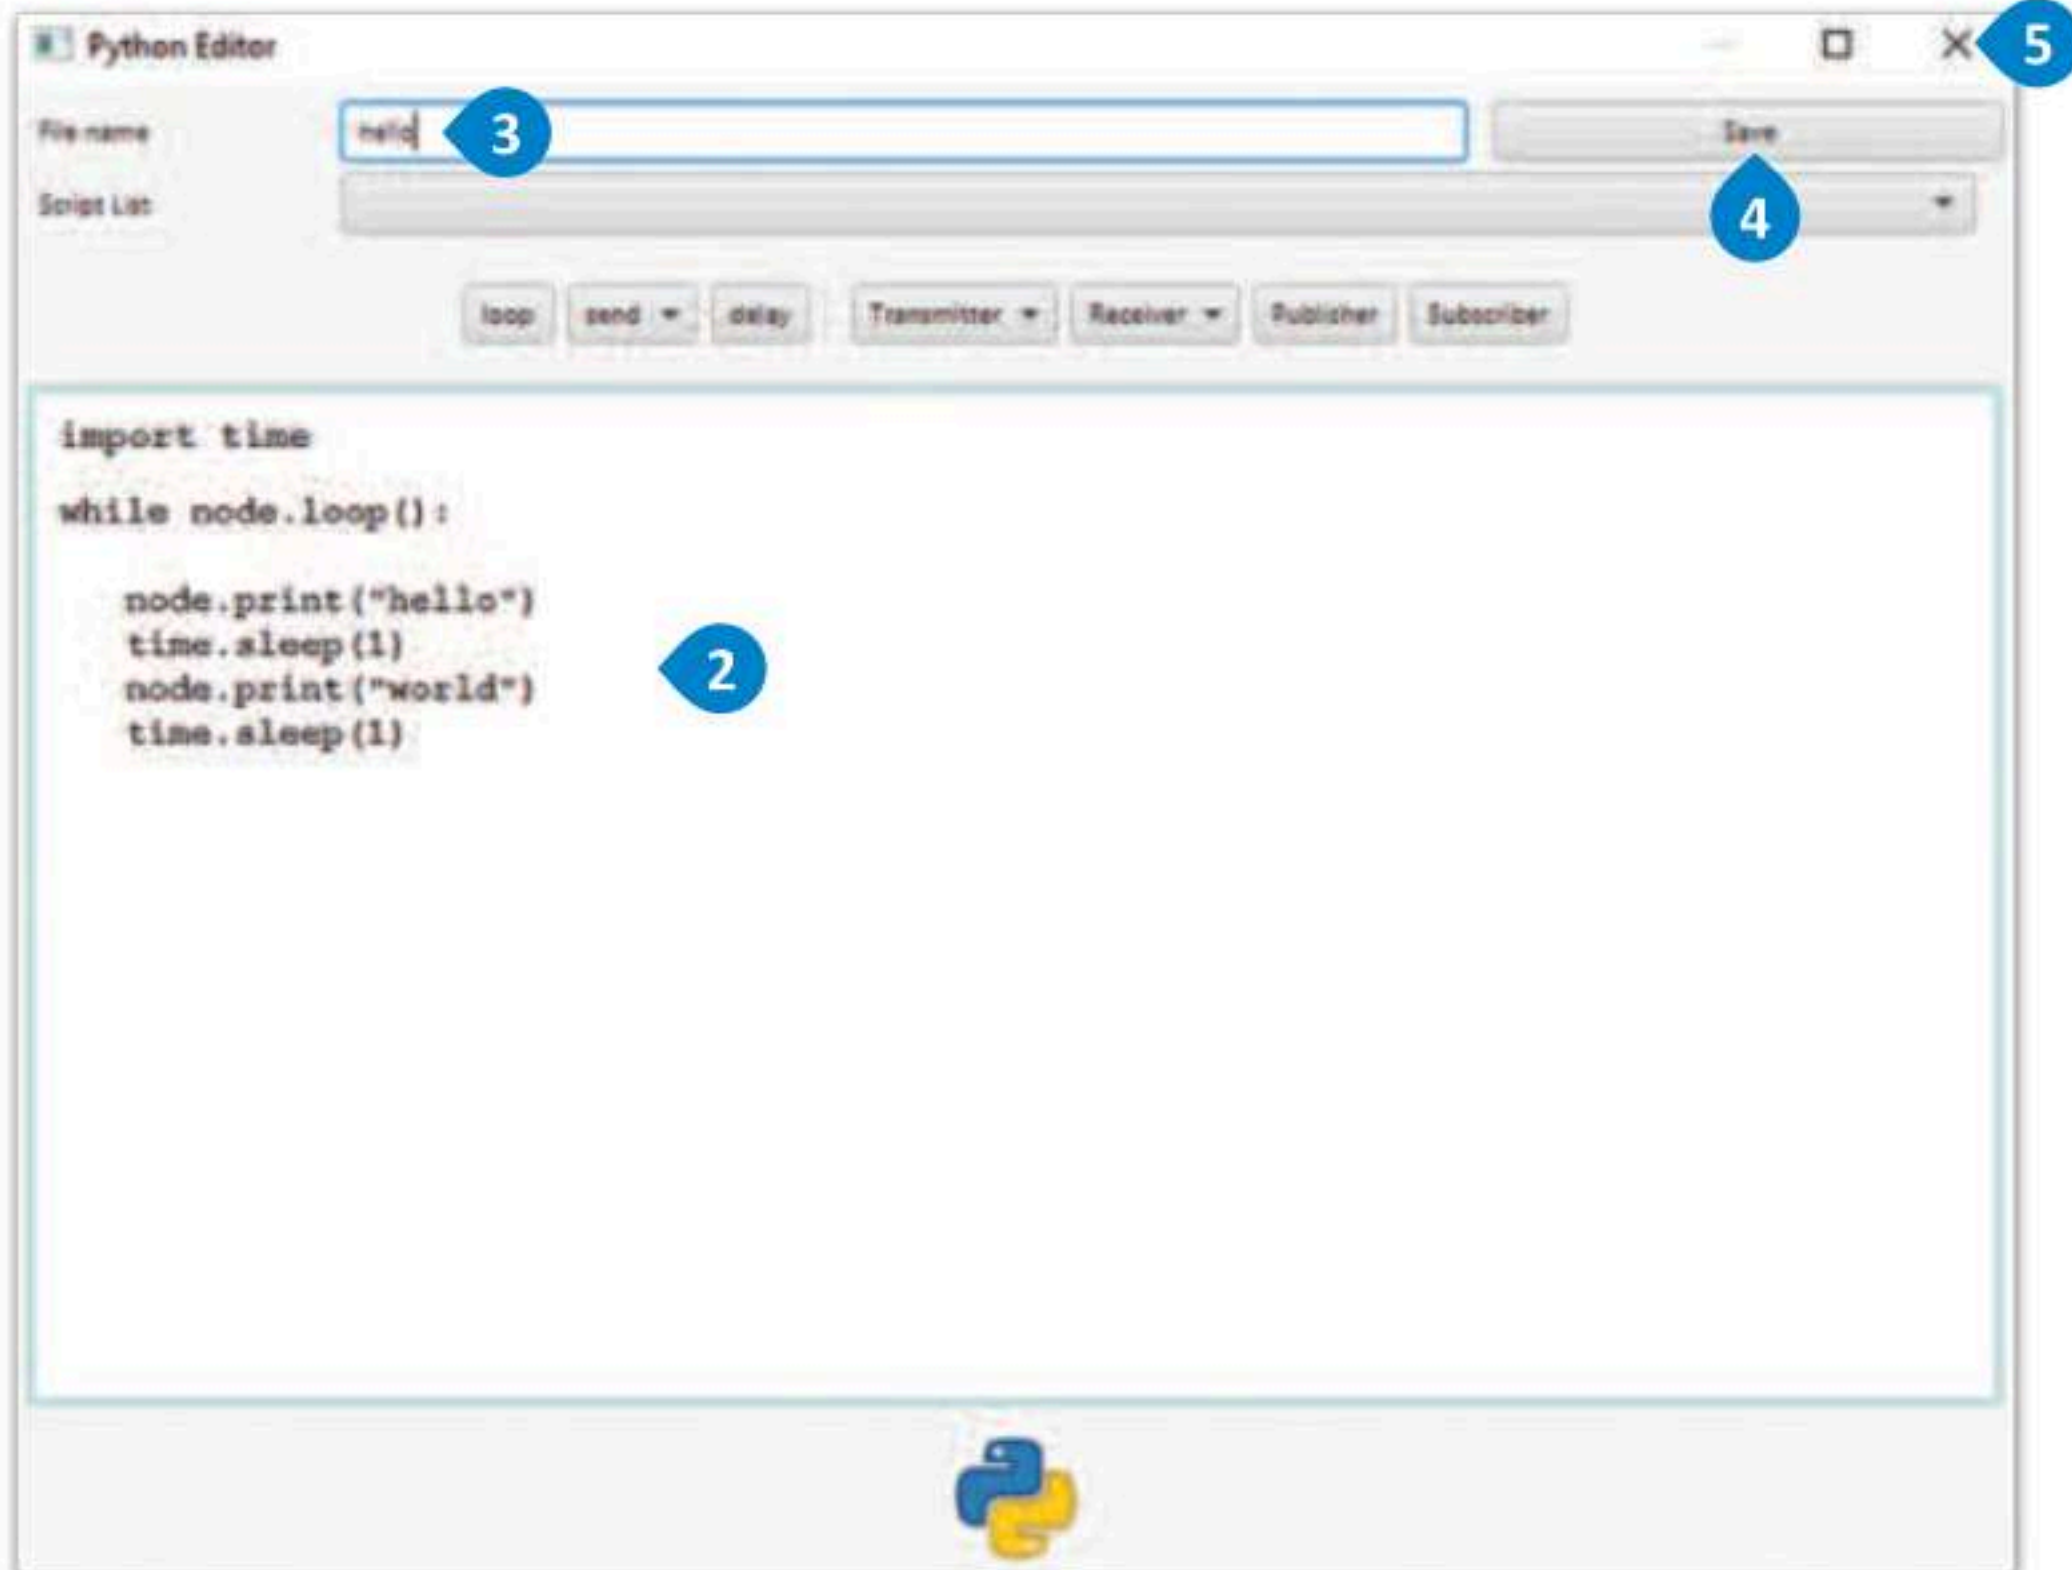 Python Editor
5
File name
hello
3
Save
Script List
4
loop send delay Transmitter Receiver Publisher Subscriber
import time
while node.loop():
node.print("hello")
time.sleep(1)
2
node.print("world")
time.sleep(1)